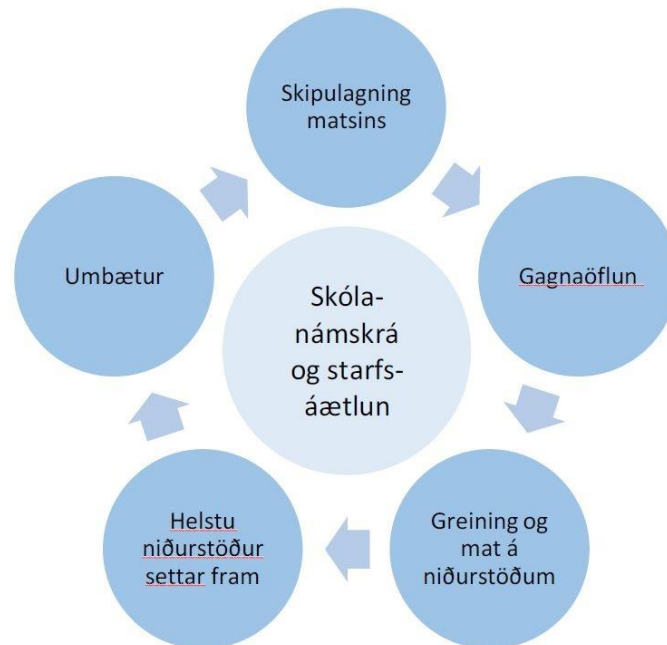 Skipulagning
matsins
Gagnaöflun
Greining og
mat á
niðurstöðum
Helstu
niðurstöður
settar fram
Umbætur
Skóla-
námskrá
og starfs-
áætlun